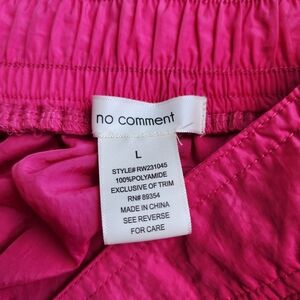 no comment
L
STYLE# RW231045
100%POLYAMIDE
EXCLUSIVE OF TRIM
RN# 89354
MADE IN CHINA
SEE REVERSE
FOR CARE